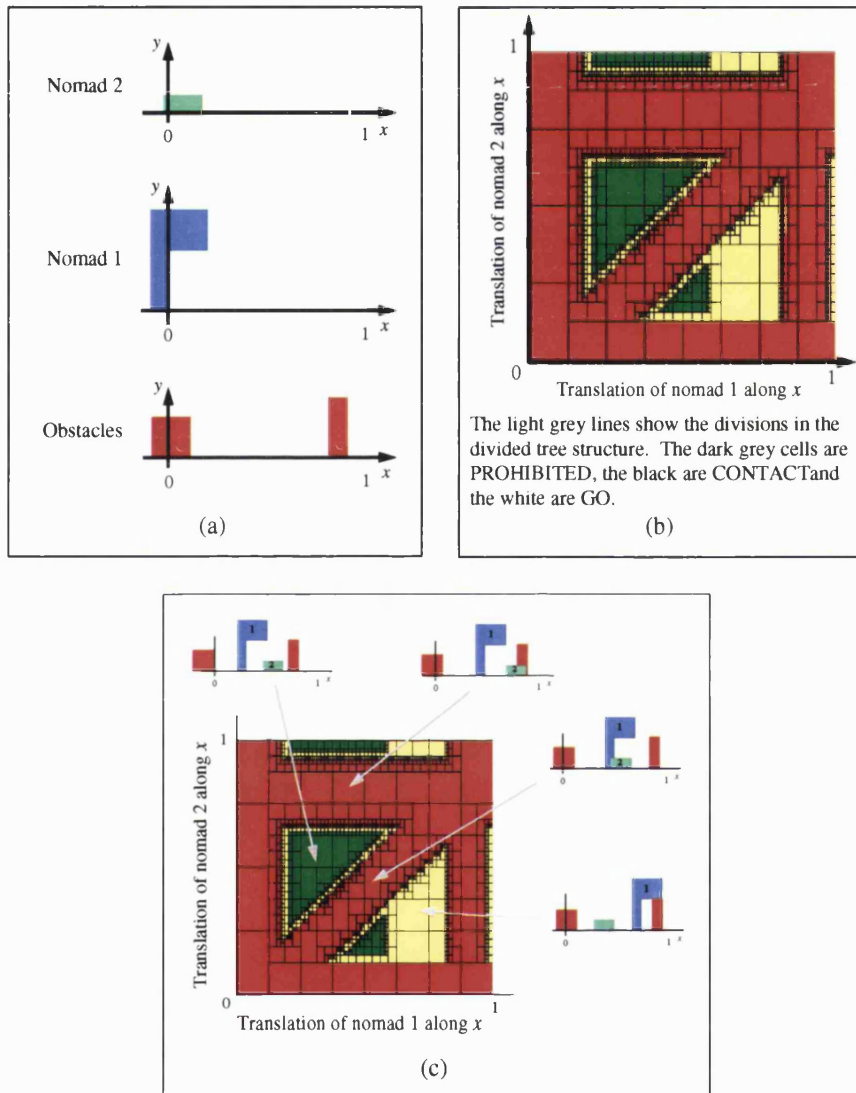 y
Nomad 2
0
1
x
y
Nomad 1
0
1
x
y
Obstacles
0
1
x
(a)
1
Translation of nomad 2 along x
0
1
Translation of nomad 1 along x
The light grey lines show the divisions in the
divided tree structure. The dark grey cells are
PROHIBITED, the black are CONTACTand
the white are GO.
(b)
1
2
0
1
x
1
2
0
1
x
1
2
0
1
x
1
0
1
x
1
Translation of nomad 2 along x
0
1
Translation of nomad 1 along x
(c)